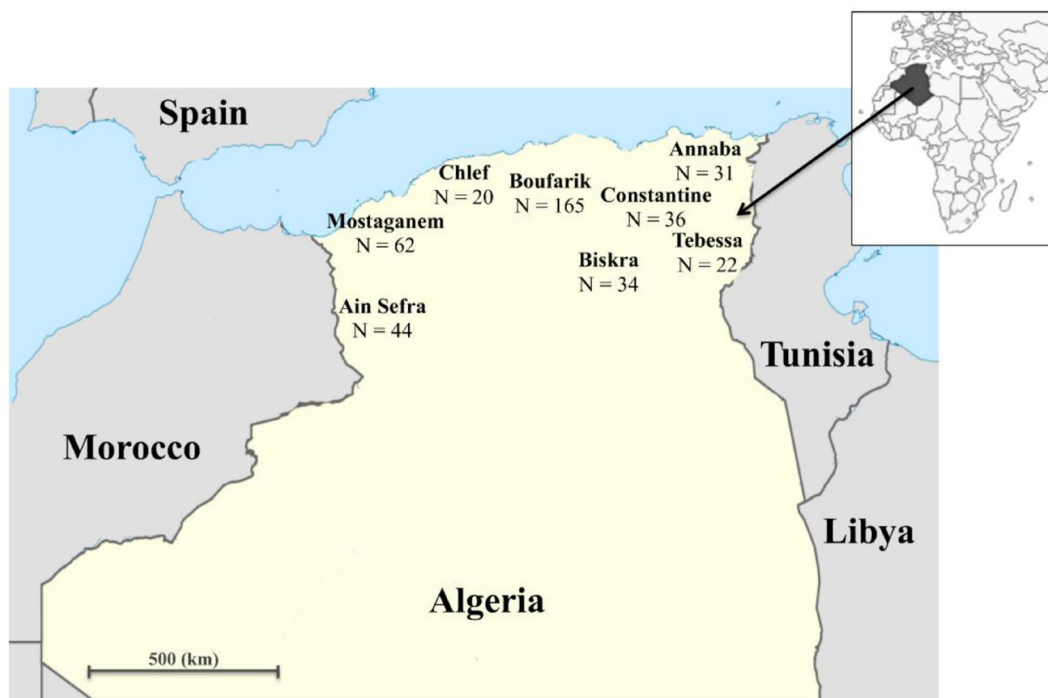 Spain
Annaba
N = 31
Chlef
N = 20
Boufarik
N = 165
Constantine
N = 36
Mostaganem
N = 62
Tebessa
N = 22
Biskra
N = 34
Ain Sefra
N = 44
Tunisia
Morocco
Libya
Algeria
500 (km)